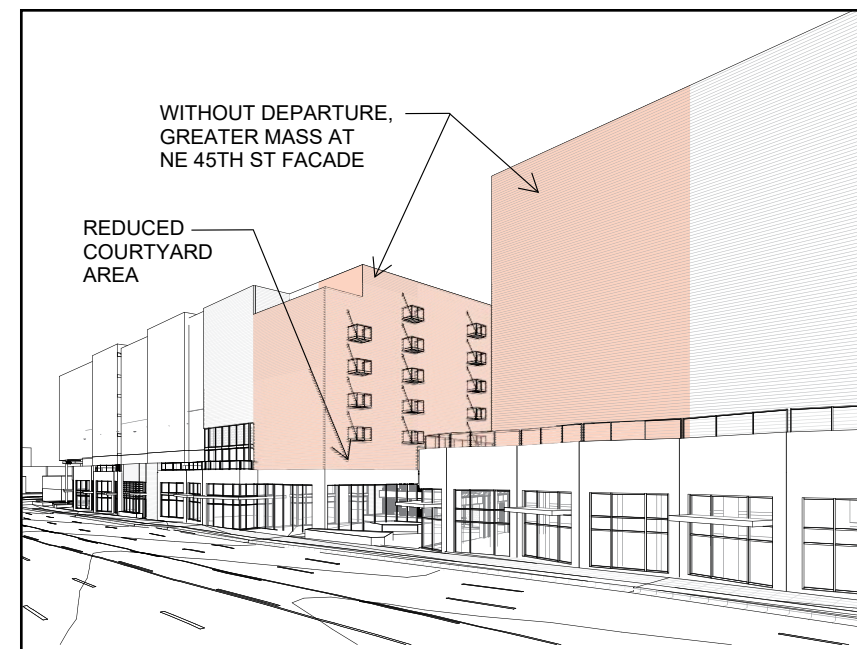 WITHOUT DEPARTURE,
GREATER MASS AT
NE 45TH ST FACADE
REDUCED
COURTYARD
AREA